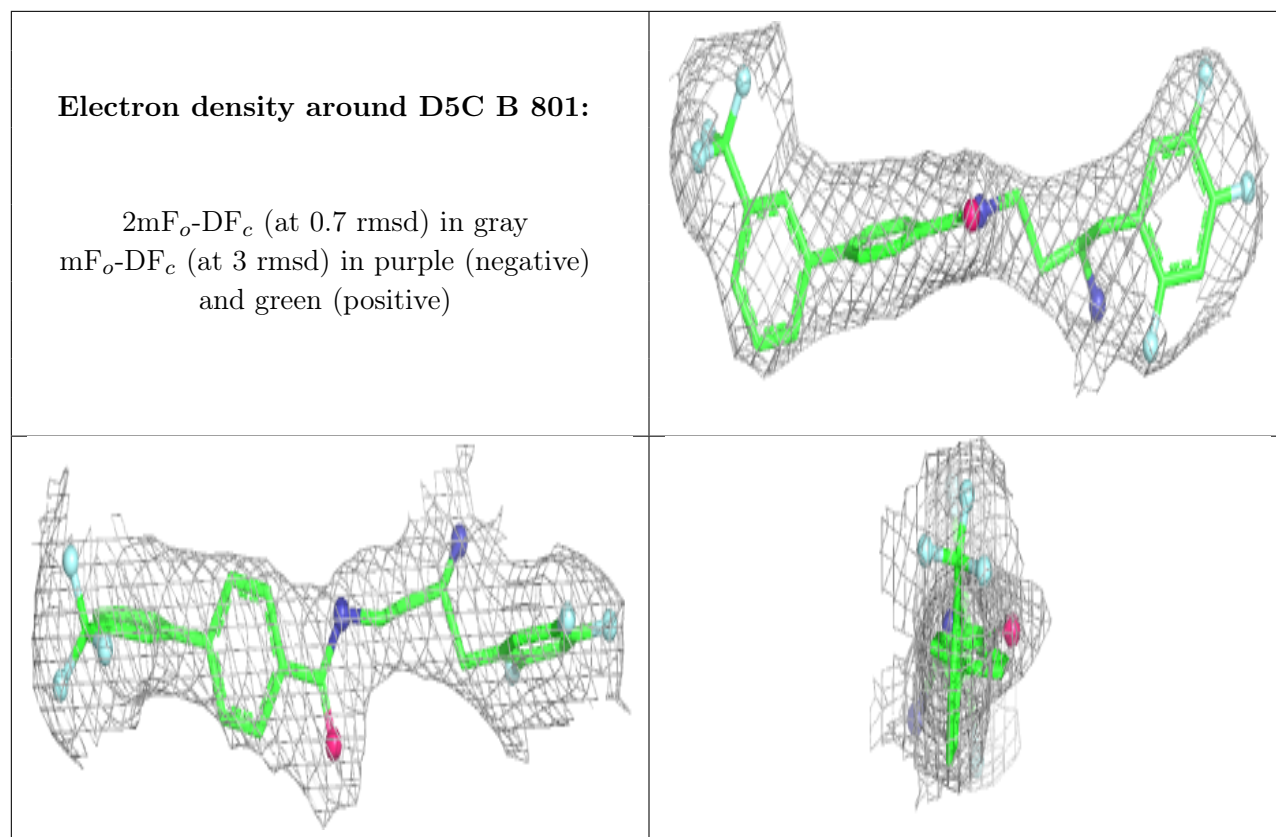 Electron density around D5C B 801:
2mFo-DFc (at 0.7 rmsd) in gray
mFo-DFc (at 3 rmsd) in purple (negative)
and green (positive)